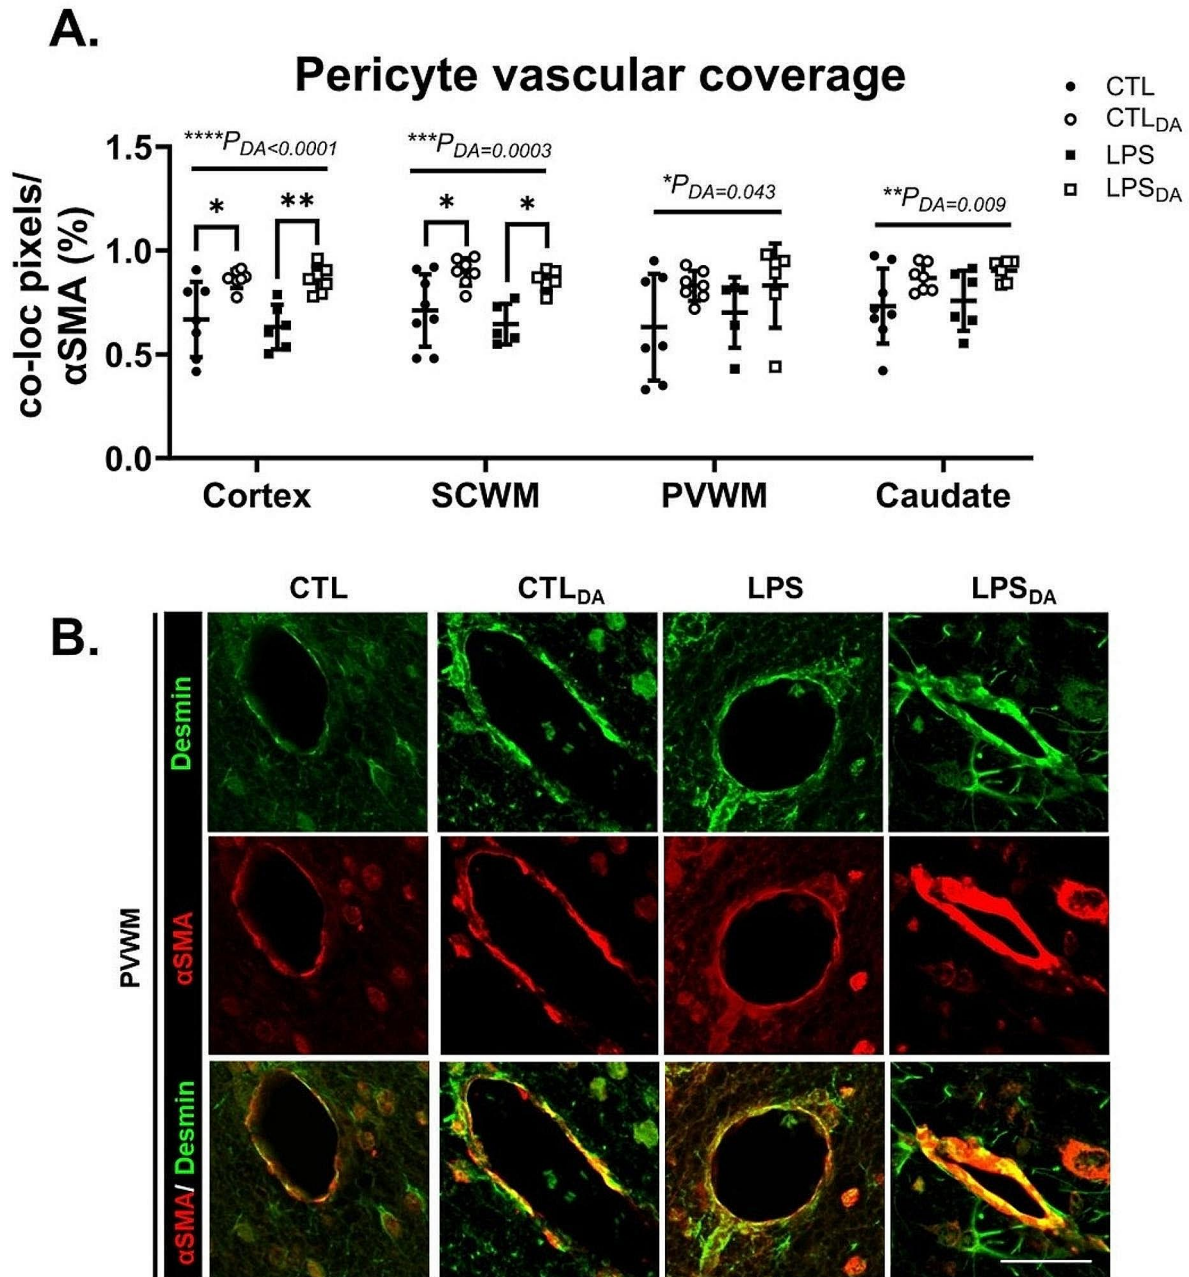 A.
Pericyte vascular coverage
CTL
CTLDA
LPS
LPSDA
co-loc pixels/
αSMA (%)
1.5
1.0
0.5
0.0
****PDA<0.0001
***PDA=0.0003
*PDA=0.043
**PDA=0.009
* ** * *
Cortex SCWM PVWM Caudate
B.
CTL CTLDA LPS LPSDA
PVWM
Desmin
αSMA
αSMA/ Desmin